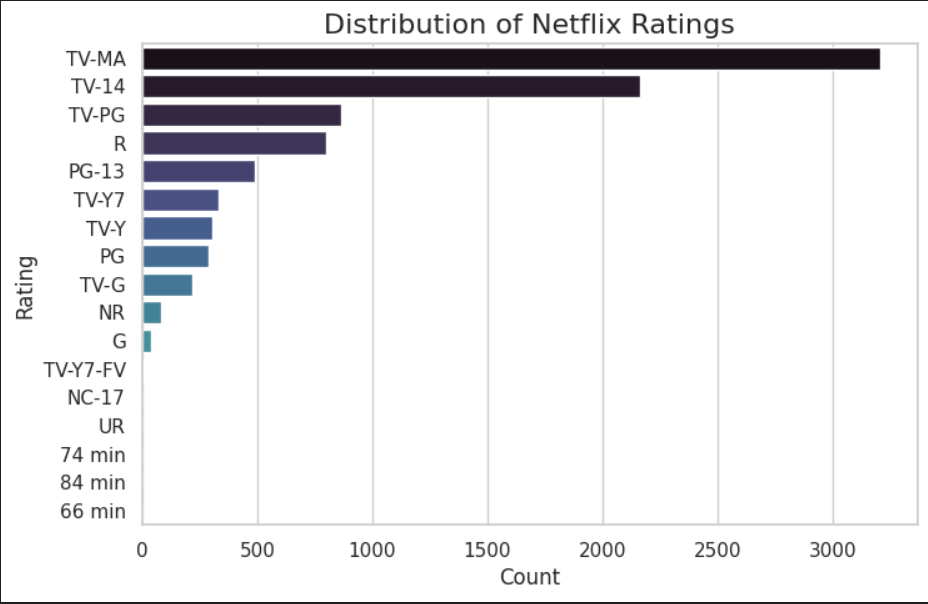 Distribution of Netflix Ratings
TV-MA
TV-14
TV-PG
R
PG-13
TV-Y7
TV-Y
PG
TV-G
NR
G
TV-Y7-FV
NC-17
UR
74 min
84 min
66 min
Rating
0 500 1000 1500 2000 2500 3000
Count